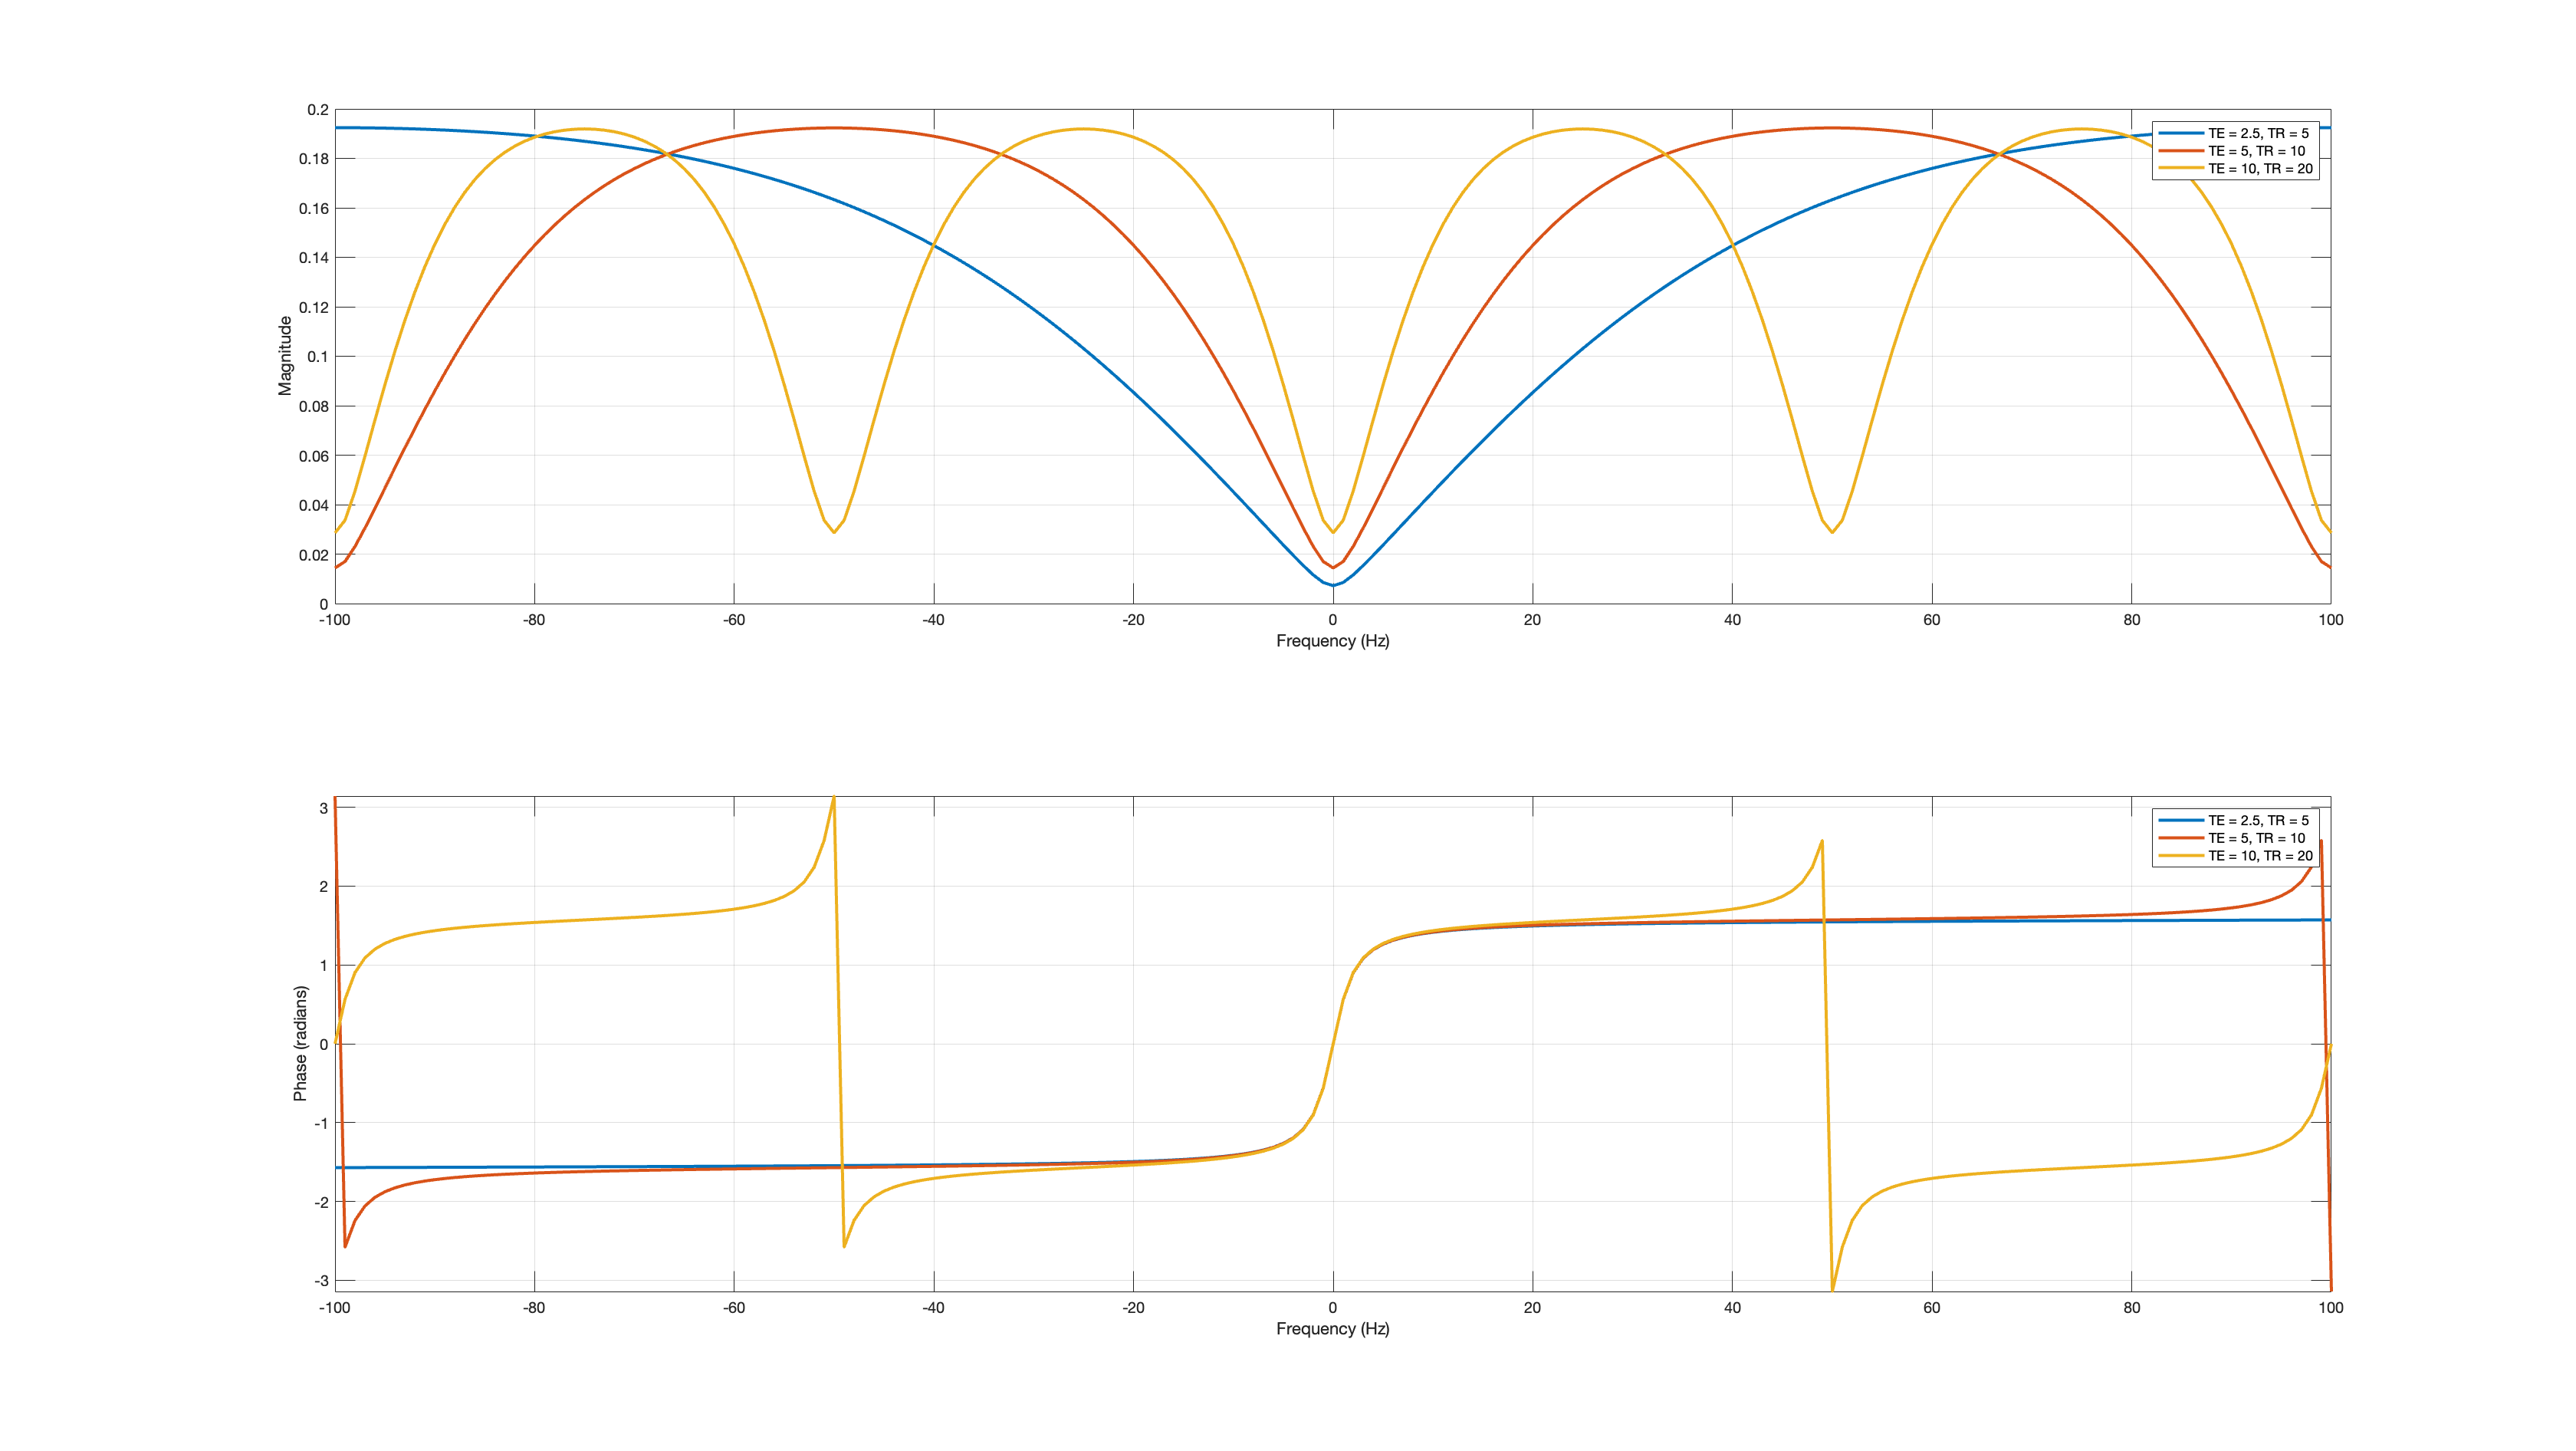 0.2
0.18
0.16
0.14
0.12
0.1
0.08
0.06
0.04
0.02
0
Magnitude
-100 -80 -60 -40 -20 0 20 40 60 80 100
Frequency (Hz)
TE = 2.5, TR = 5
TE = 5, TR = 10
TE = 10, TR = 20
3
2
1
0
-1
-2
-3
Phase (radians)
-100 -80 -60 -40 -20 0 20 40 60 80 100
Frequency (Hz)
TE = 2.5, TR = 5
TE = 5, TR = 10
TE = 10, TR = 20